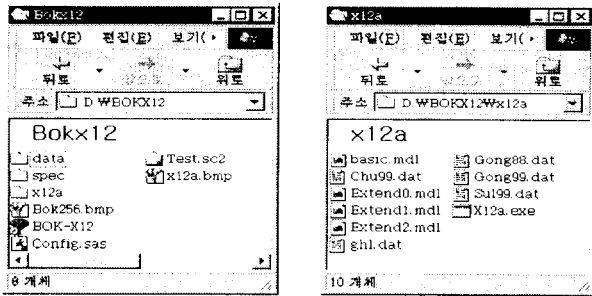 Bokx12
파일(F) 편집(E) 보기(
뒤로 위로
주소 D:₩BOKX12
Bokx12
data
spec
x12a
Bok256.bmp
BOK-X12
Config.sas
Test.sc2
x12a.bmp
8 개체
x12a
파일(F) 편집(E) 보기(
뒤로 위로
주소 D:₩BOKX12₩x12a
x12a
basic.mdl
Chu99.dat
Extend0.mdl
Extend1.mdl
Extend2.mdl
ghl.dat
Gong88.dat
Gong99.dat
Sul99.dat
X12a.exe
10 개체